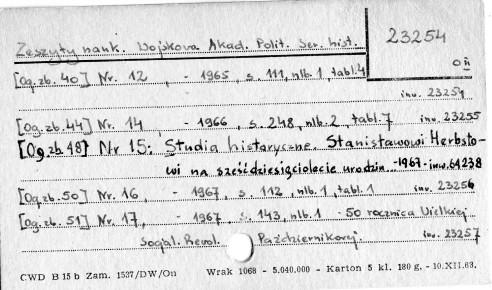 Zeszyty nauk. Wojskowa Akad. Polit. Ser. hist.
23254
On
[Og. zb. 40] Nr. 12, - 1965, s. 111, nlb. 1, tabl. 4
inw. 23254
[Og. zb. 44] Nr. 14, - 1966, s. 248, nlb. 2, tabl. 7 inw 23255
[Og. zb. 48] Nr 15: Studia historyczne. Stanisławowi Herbsto-
wi na sześćdziesięciolecie urodzin. -1967- inw. 61238
[Og. zb. 50] Nr. 16, - 1967, s. 112, nlb. 1, tabl. 1 inw. 23256
[Og. zb. 51] Nr. 17, - 1967 s. 143, nlb. 1 - 50 rocznica Wielkiej
Socjal. Rewol. Październikowej. inw. 23257
CWD B 15 b Zam. 1537/DW/On Wrak 1068 - 5.040.000 - Karton 5 kl. 180 g. - 10.XII.63.